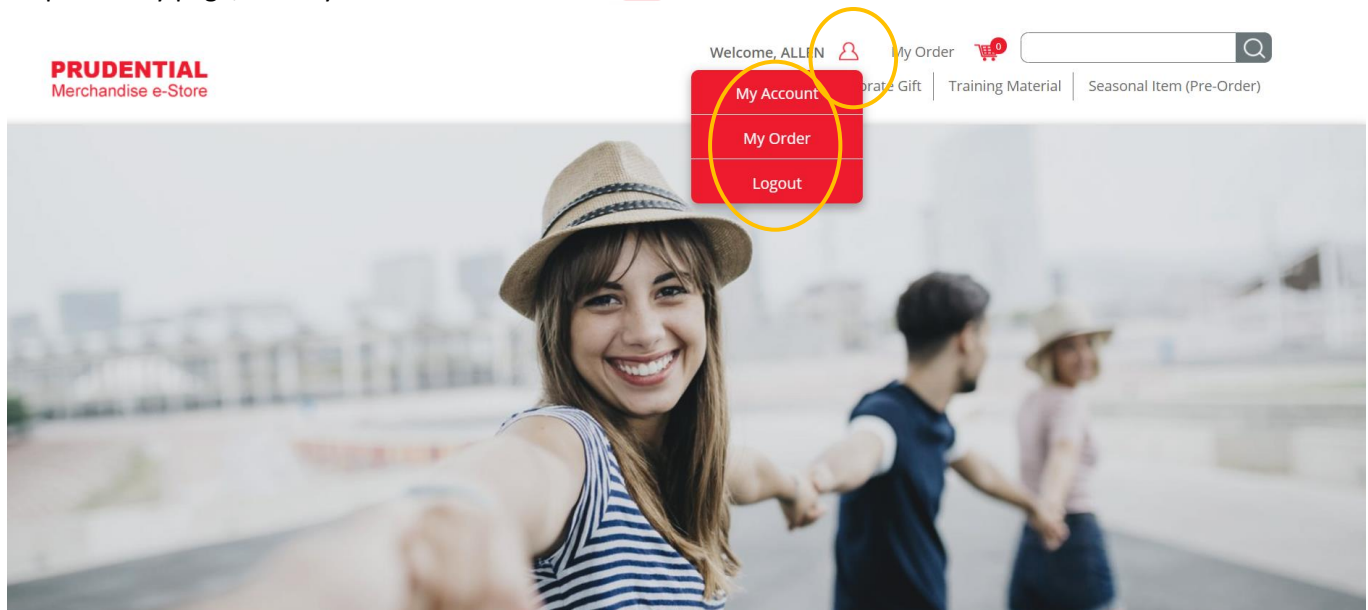 Welcome, ALLEN My Order 0
PRUDENTIAL
Merchandise e-Store
Gift Training Material Seasonal Item (Pre-Order)
My Account
My Order
Logout